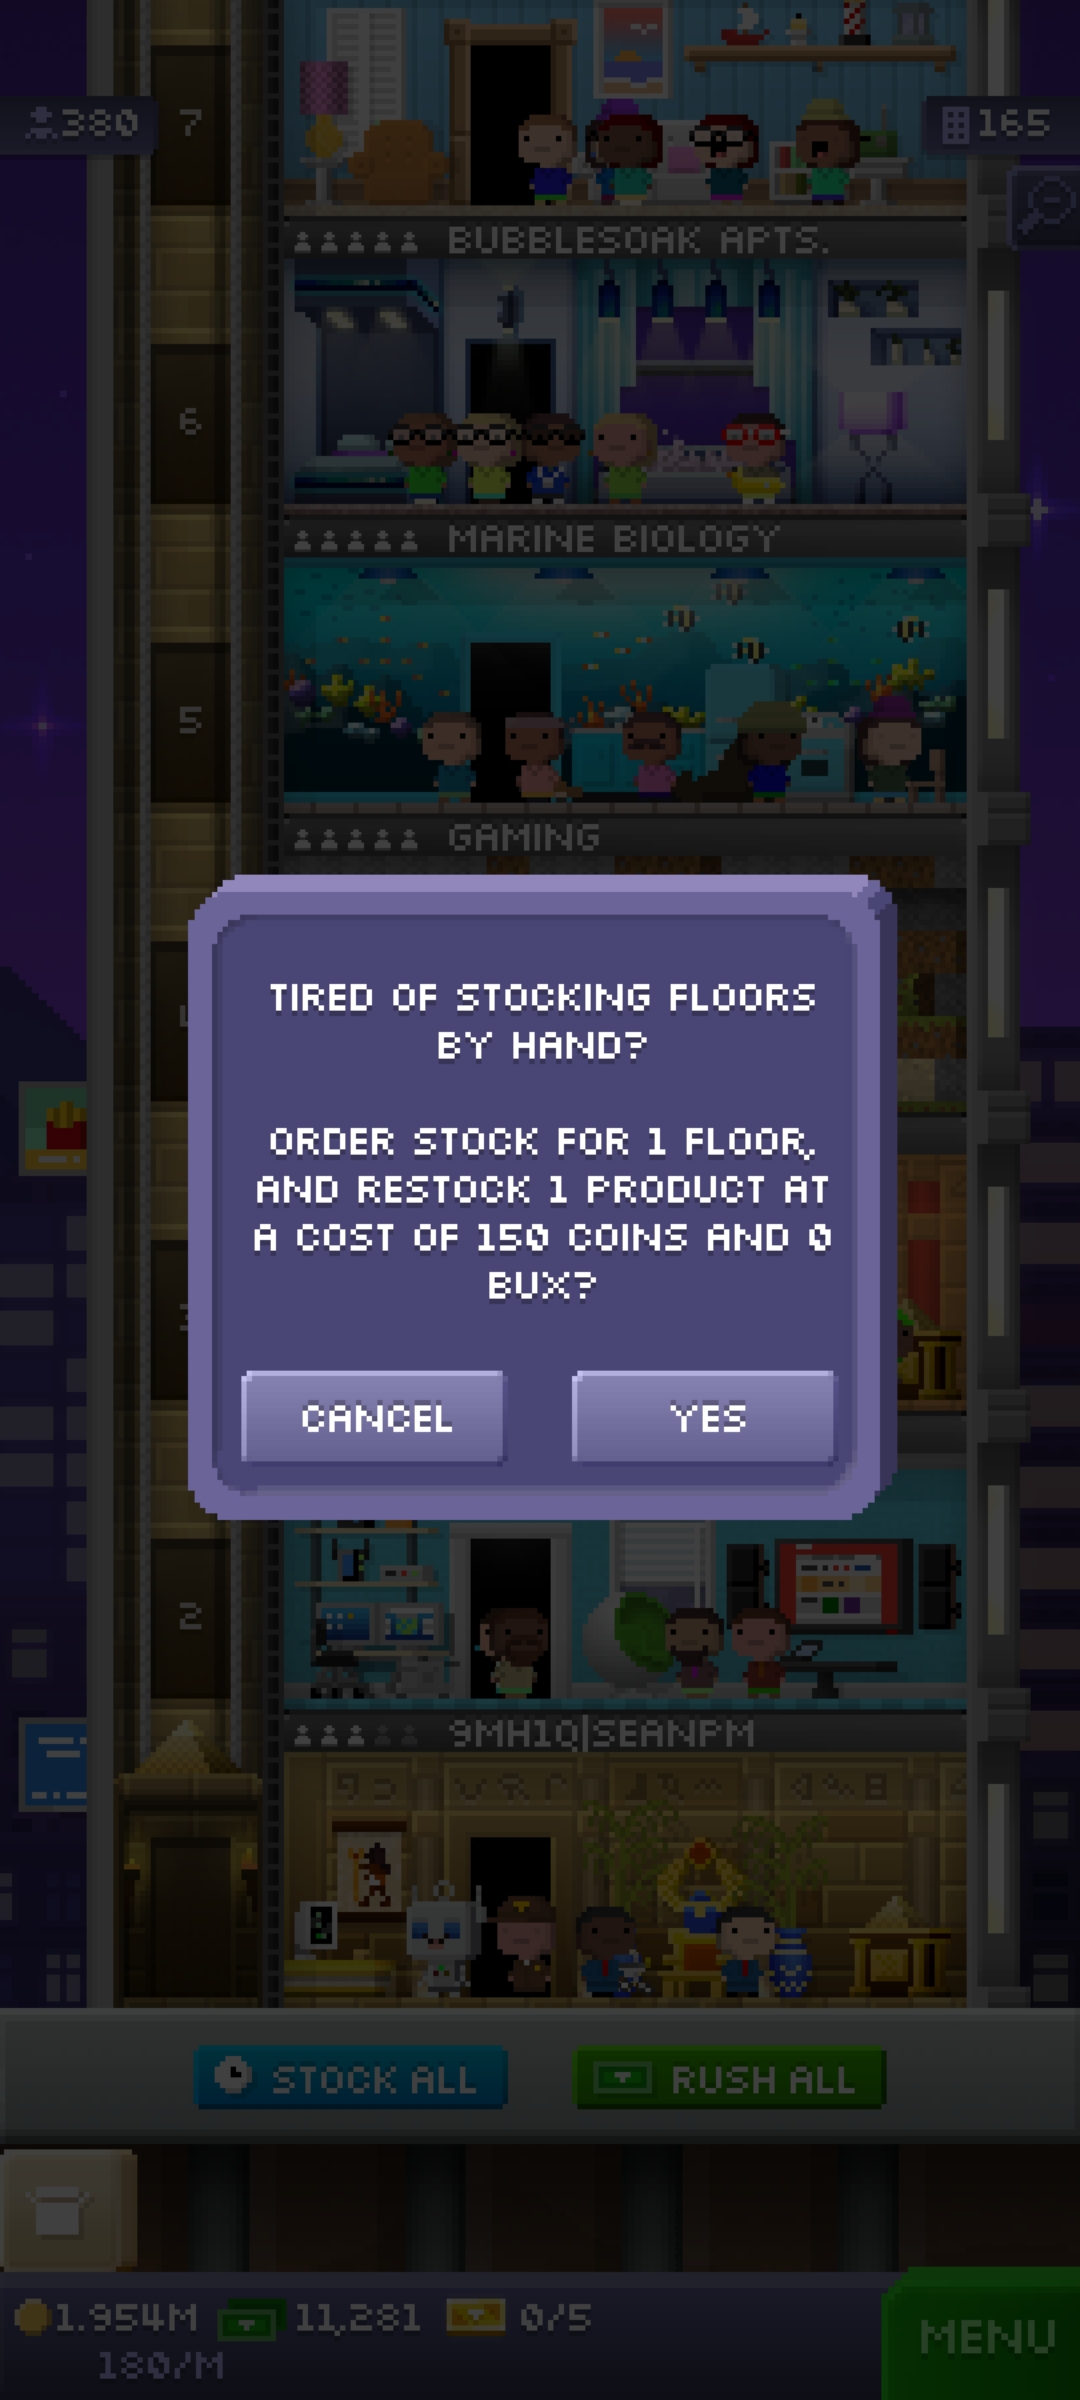 380
7
165
BUBBLESOAK APTS.
6
MARINE BIOLOGY
5
GAMING
TIRED OF STOCKING FLOORS
BY HAND?
ORDER STOCK FOR 1 FLOOR,
AND RESTOCK 1 PRODUCT AT
A COST OF 150 COINS AND 0
BUX?
CANCEL
YES
2
9MH1Q|SEANPM
STOCK ALL
RUSH ALL
1.954M
11,281
0/5
180/M
MENU